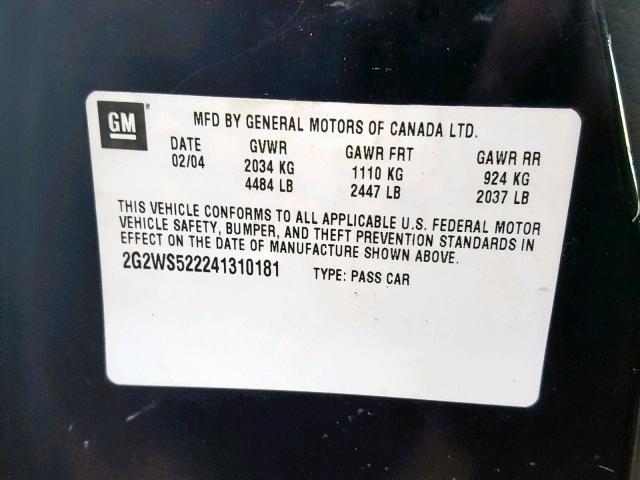 GM ® MFD BY GENERAL MOTORS OF CANADA LTD.
DATE GVWR GAWR FRT GAWR RR
02/04 2034 KG 1110 KG 924 KG
4484 LB 2447 LB 2037 LB
THIS VEHICLE CONFORMS TO ALL APPLICABLE U.S. FEDERAL MOTOR
VEHICLE SAFETY, BUMPER, AND THEFT PREVENTION STANDARDS IN
EFFECT ON THE DATE OF MANUFACTURE SHOWN ABOVE.
2G2WS522241310181 TYPE: PASS CAR